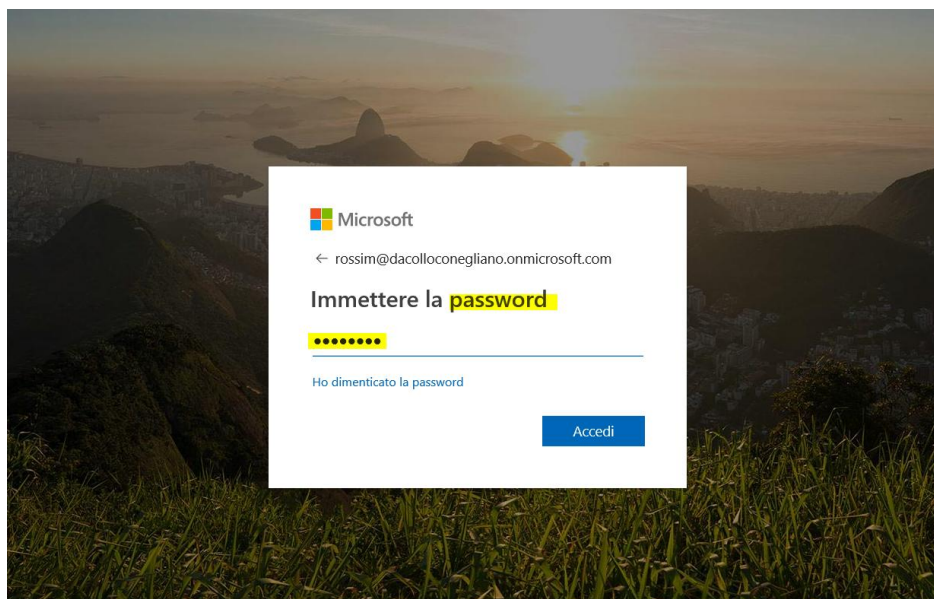 Microsoft
← rossim@dacolloconegliano.onmicrosoft.com
Immettere la password
••••••••
Ho dimenticato la password
Accedi